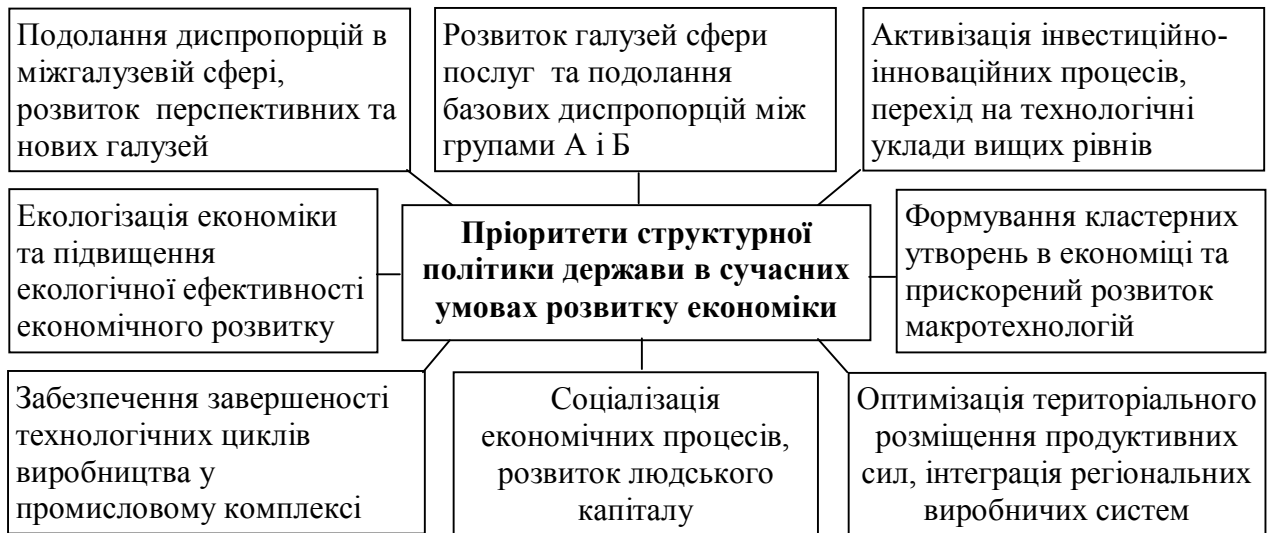 Подолання диспропорцій в
міжгалузевій сфері,
розвиток перспективних та
нових галузей
Розвиток галузей сфери
послуг та подолання
базових диспропорцій між
групами А і Б
Активізація інвестиційно-
інноваційних процесів,
перехід на технологічні
уклади вищих рівнів
Екологізація економіки
та підвищення
екологічної ефективності
економічного розвитку
Пріоритети структурної
політики держави в сучасних
умовах розвитку економіки
Формування кластерних
утворень в економіці та
прискорений розвиток
макротехнологій
Забезпечення завершеності
технологічних циклів
виробництва у
промисловому комплексі
Соціалізація
економічних процесів,
розвиток людського
капіталу
Оптимізація територіального
розміщення продуктивних
сил, інтеграція регіональних
виробничих систем